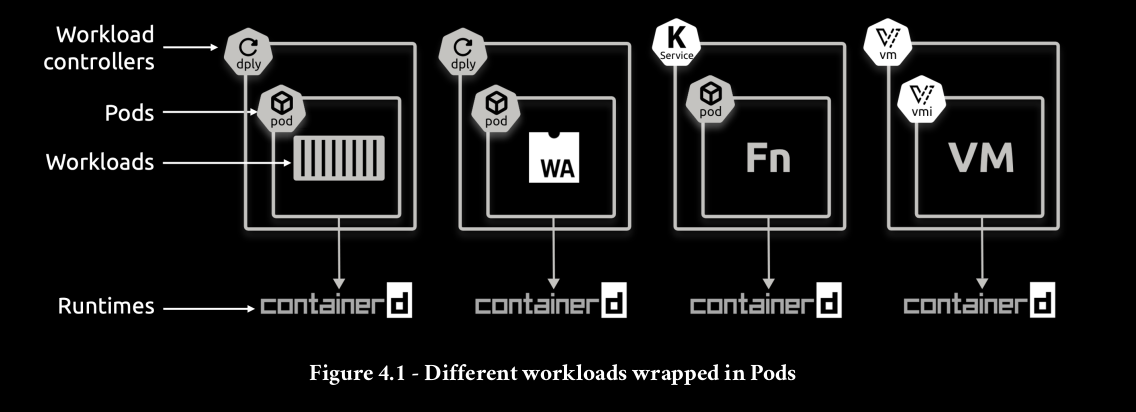 Workload
controllers
Pods
Workloads
Runtimes
dply
pod
containerd
dply
pod
WA
containerd
K
Service
pod
Fn
containerd
vm
vmi
VM
containerd
Figure 4.1 - Different workloads wrapped in Pods